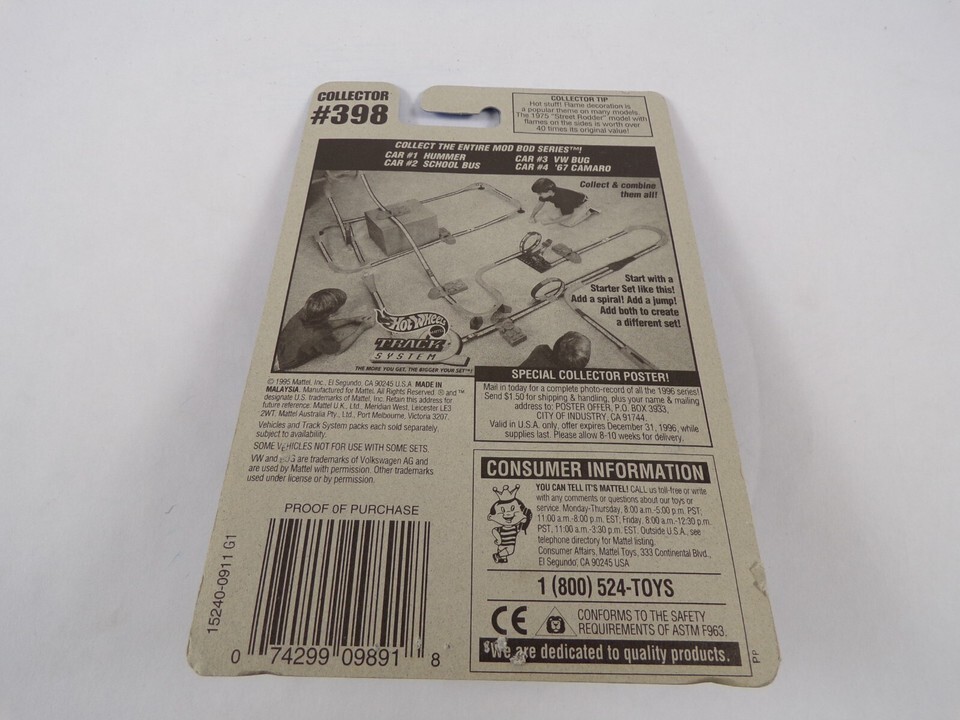 COLLECTOR
#398
COLLECTOR TIP
Hot stuff! Flame decoration is
a popular theme on many models.
The 1975 "Street Rodder" model with
flames on the sides is worth over
40 times its original value!
COLLECT THE ENTIRE MOD BOD SERIES™!
CAR #1 HUMMER
CAR #2 SCHOOL BUS
CAR #3 VW BUG
CAR #4 '67 CAMARO
Collect & combine
them all!
Start with a
Starter Set like this!
Add a spiral! Add a jump!
Add both to create
a different set!
HOT WHEELS
TRACK
SYSTEM
THE MORE YOU GET, THE BIGGER YOUR SET™!
© 1995 Mattel, Inc., El Segundo, CA 90245 U.S.A. MADE IN
MALAYSIA. Manufactured for Mattel. All Rights Reserved. ® and ™
designate U.S. trademarks of Mattel, Inc. Retain this address for
future reference: Mattel U.K., Ltd., Meridian West, Leicester LE3
2WT. Mattel Australia Pty., Ltd., Port Melbourne, Victoria 3207.
Vehicles and Track System packs each sold separately,
subject to availability.
SOME VEHICLES NOT FOR USE WITH SOME SETS.
VW and BUG are trademarks of Volkswagen AG and
are used by Mattel with permission. Other trademarks
used under license or by permission.
SPECIAL COLLECTOR POSTER!
Mail in today for a complete photo-record of all the 1996 series!
Send $1.50 for shipping & handling, plus your name & mailing
address to: POSTER OFFER, P.O. BOX 3933,
CITY OF INDUSTRY, CA 91744.
Valid in U.S.A. only, offer expires December 31, 1996, while
supplies last. Please allow 8-10 weeks for delivery.
CONSUMER INFORMATION
YOU CAN TELL IT'S MATTEL! CALL us toll-free or write
with any comments or questions about our toys or
service. Monday-Thursday, 8:00 a.m.-5:00 p.m. PST;
11:00 a.m.-8:00 p.m. EST; Friday, 8:00 a.m.-12:30 p.m.
PST, 11:00 a.m.-3:30 p.m. EST. Outside U.S.A., see
telephone directory for Mattel listing.
Consumer Affairs, Mattel Toys, 333 Continental Blvd.,
El Segundo, CA 90245 USA
1 (800) 524-TOYS
CE
CONFORMS TO THE SAFETY
REQUIREMENTS OF ASTM F963.
We are dedicated to quality products.
PP
PROOF OF PURCHASE
15240-0911 G1
0 74299 09891 8